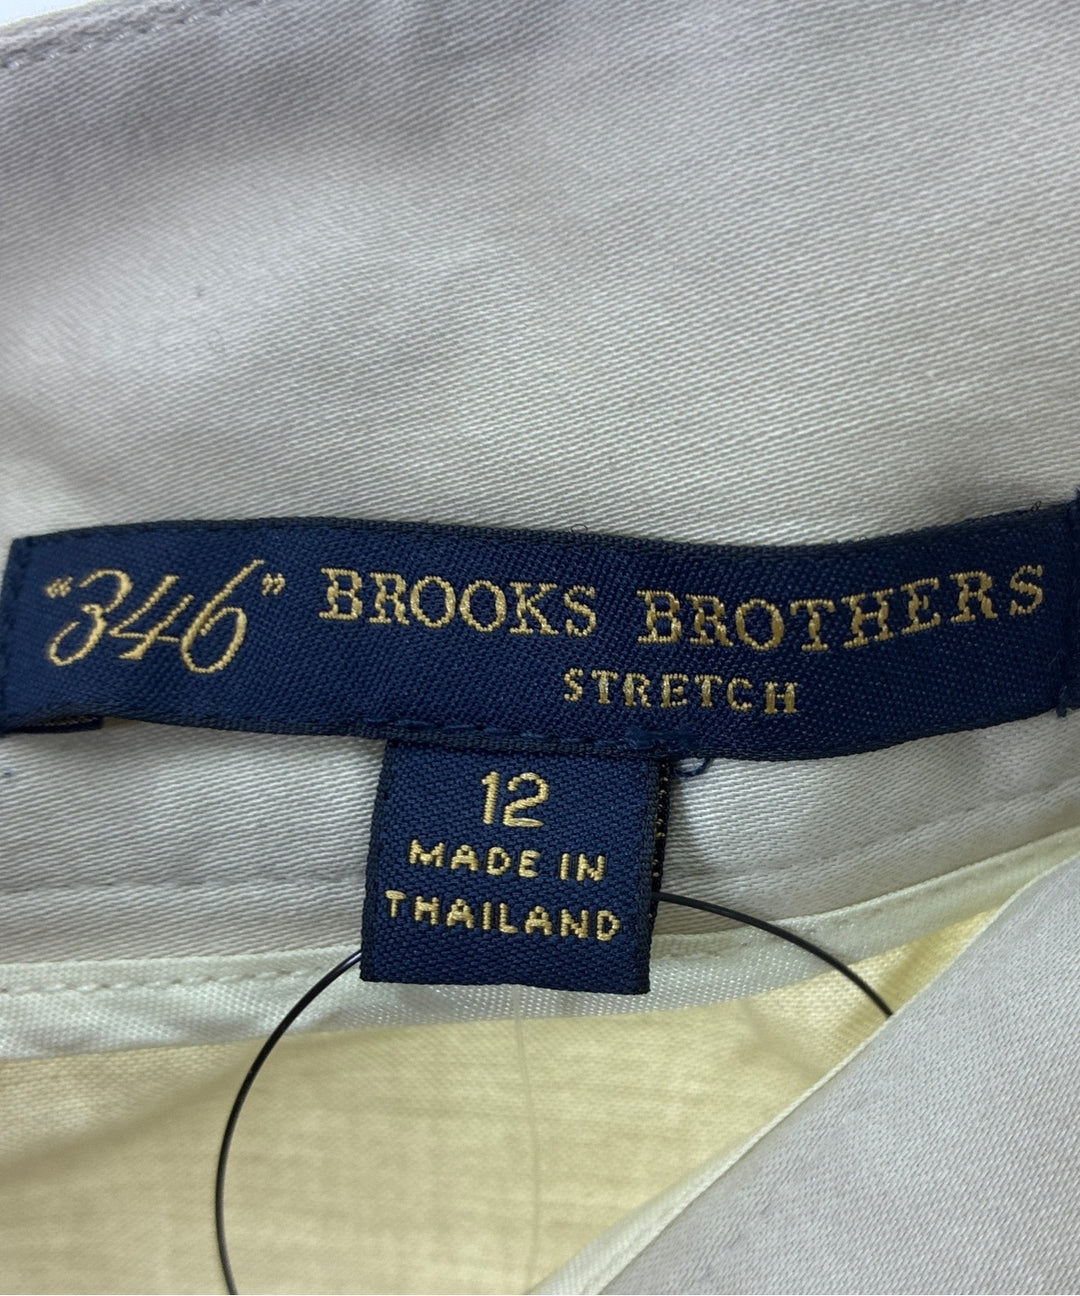 “346” BROOKS BROTHERS
STRETCH
12
MADE IN
THAILAND